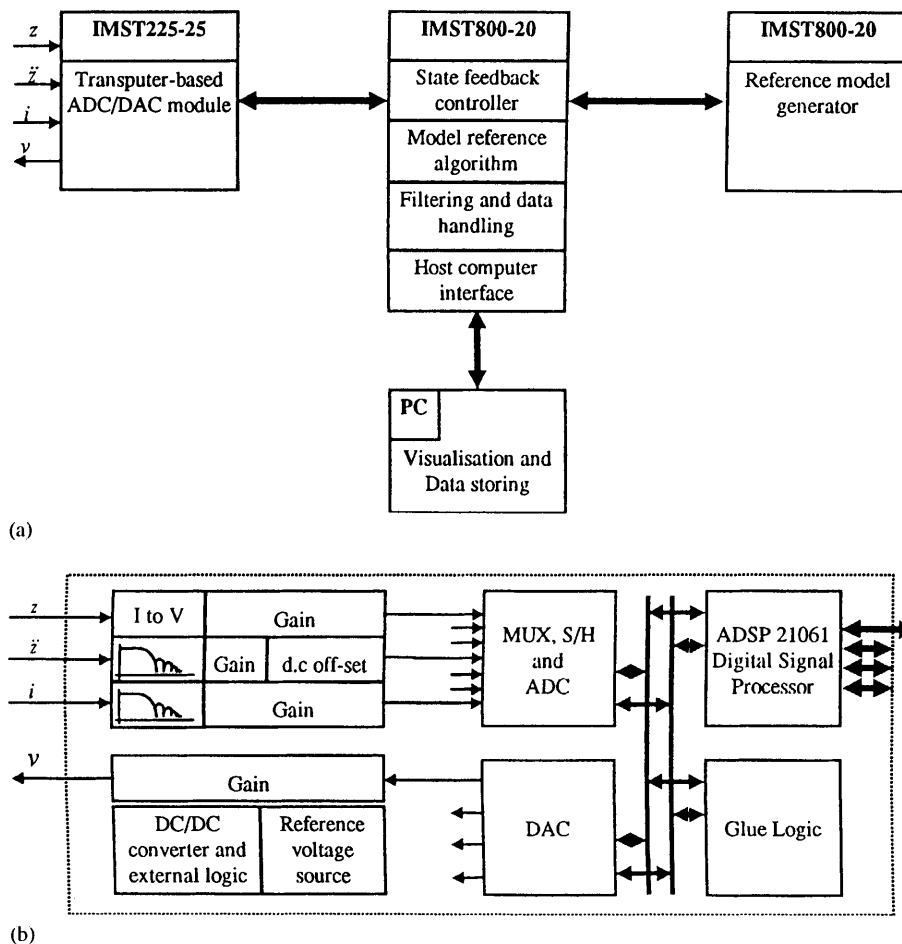 IMST225-25
IMST800-20
IMST800-20
z
z̈
i
v
Transputer-based
ADC/DAC module
State feedback
controller
Model reference
algorithm
Filtering and data
handling
Host computer
interface
Reference model
generator
PC
Visualisation and
Data storing
(a)
z
z̈
i
v
I to V
Gain
Gain
d.c off-set
Gain
MUX, S/H
and
ADC
ADSP 21061
Digital Signal
Processor
Gain
DC/DC
converter and
external logic
Reference
voltage
source
DAC
Glue Logic
(b)